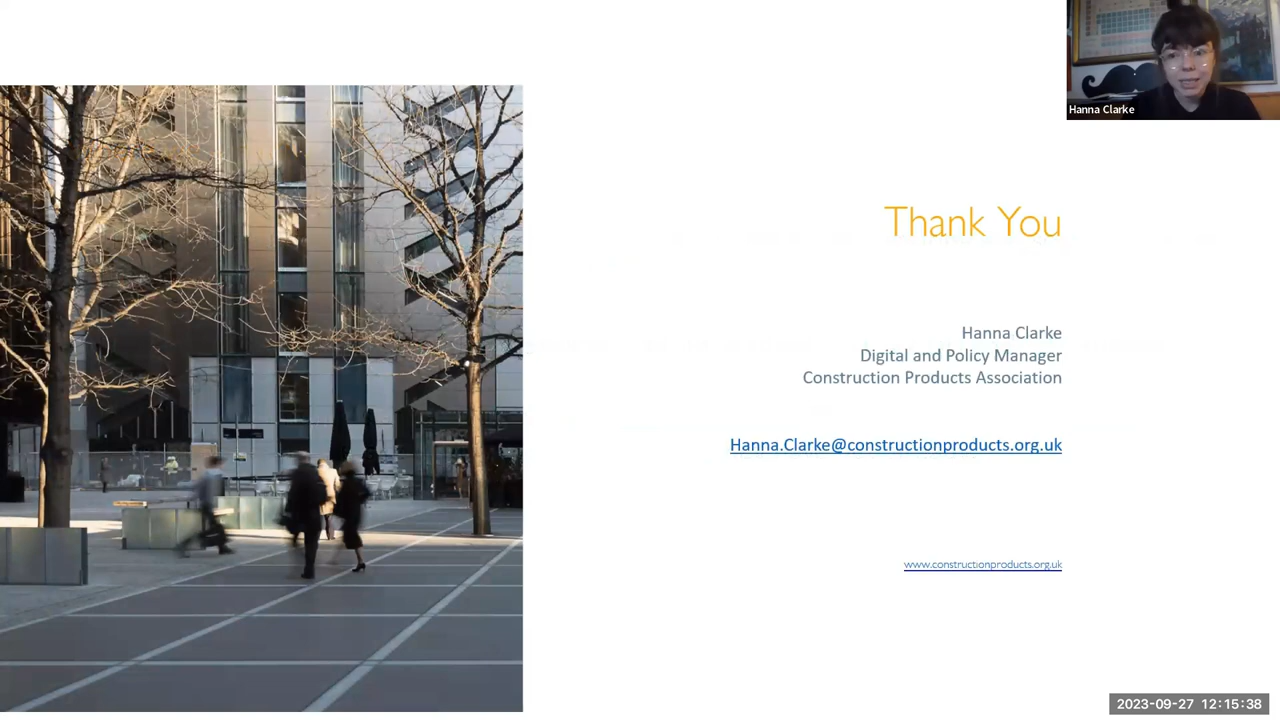 Hanna Clarke
Thank You
Hanna Clarke
Digital and Policy Manager
Construction Products Association
Hanna.Clarke@constructionproducts.org.uk
www.constructionproducts.org.uk
2023-09-27 12:15:38